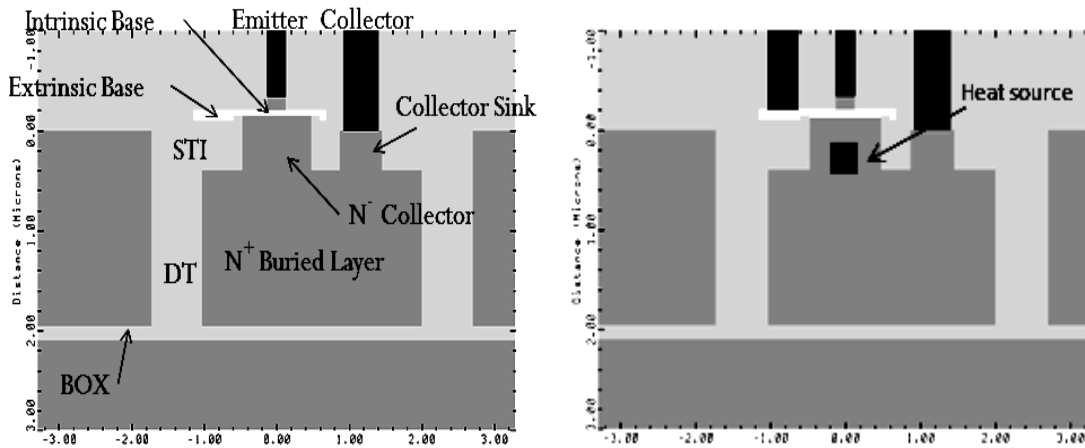 Intrinsic Base
Emitter Collector
Extrinsic Base
Collector Sink
STI
N⁻ Collector
N⁺ Buried Layer
DT
BOX
Distance (Microns)
-1.00
0.00
1.00
2.00
3.00
-3.00 -2.00 -1.00 0.00 1.00 2.00 3.00
Heat source
Distance (Microns)
-1.00
0.00
1.00
2.00
3.00
-3.00 -2.00 -1.00 0.00 1.00 2.00 3.00